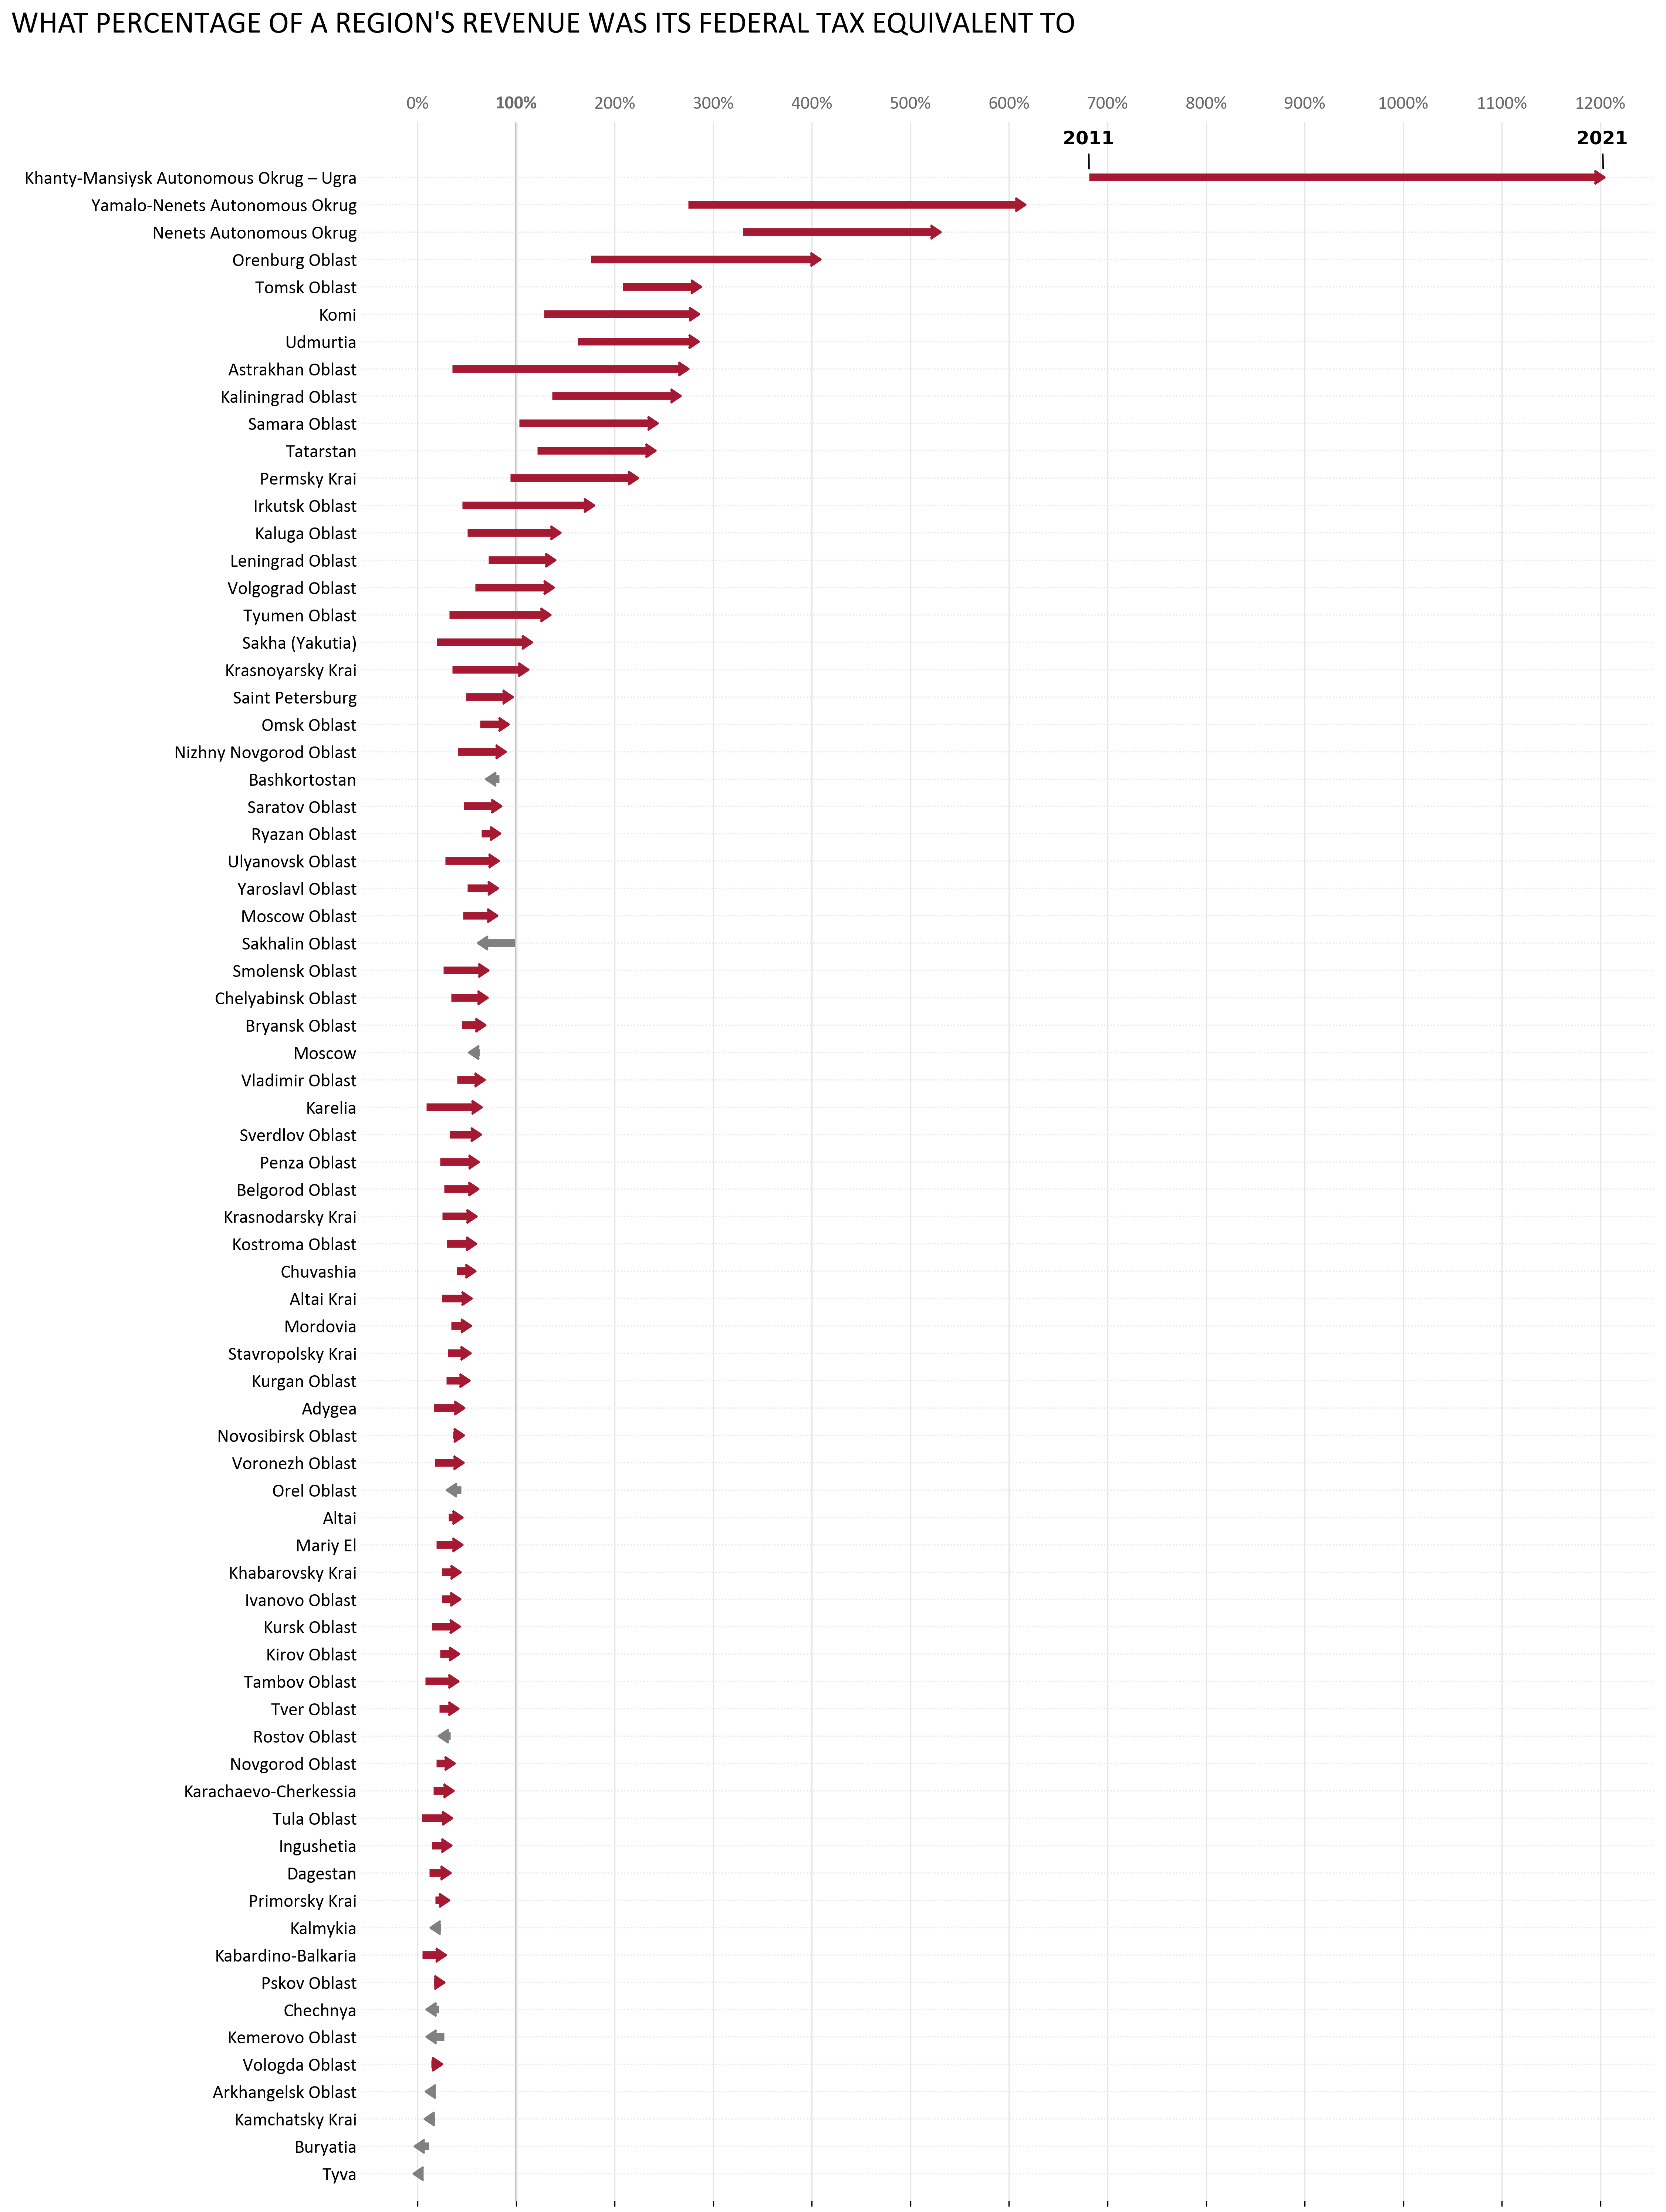 WHAT PERCENTAGE OF A REGION'S REVENUE WAS ITS FEDERAL TAX EQUIVALENT TO
0% 100% 200% 300% 400% 500% 600% 700% 800% 900% 1000% 1100% 1200%
2011 2021
Khanty-Mansiysk Autonomous Okrug – Ugra
Yamalo-Nenets Autonomous Okrug
Nenets Autonomous Okrug
Orenburg Oblast
Tomsk Oblast
Komi
Udmurtia
Astrakhan Oblast
Kaliningrad Oblast
Samara Oblast
Tatarstan
Permsky Krai
Irkutsk Oblast
Kaluga Oblast
Leningrad Oblast
Volgograd Oblast
Tyumen Oblast
Sakha (Yakutia)
Krasnoyarsky Krai
Saint Petersburg
Omsk Oblast
Nizhny Novgorod Oblast
Bashkortostan
Saratov Oblast
Ryazan Oblast
Ulyanovsk Oblast
Yaroslavl Oblast
Moscow Oblast
Sakhalin Oblast
Smolensk Oblast
Chelyabinsk Oblast
Bryansk Oblast
Moscow
Vladimir Oblast
Karelia
Sverdlov Oblast
Penza Oblast
Belgorod Oblast
Krasnodarsky Krai
Kostroma Oblast
Chuvashia
Altai Krai
Mordovia
Stavropolsky Krai
Kurgan Oblast
Adygea
Novosibirsk Oblast
Voronezh Oblast
Orel Oblast
Altai
Mariy El
Khabarovsky Krai
Ivanovo Oblast
Kursk Oblast
Kirov Oblast
Tambov Oblast
Tver Oblast
Rostov Oblast
Novgorod Oblast
Karachaevo-Cherkessia
Tula Oblast
Ingushetia
Dagestan
Primorsky Krai
Kalmykia
Kabardino-Balkaria
Pskov Oblast
Chechnya
Kemerovo Oblast
Vologda Oblast
Arkhangelsk Oblast
Kamchatsky Krai
Buryatia
Tyva